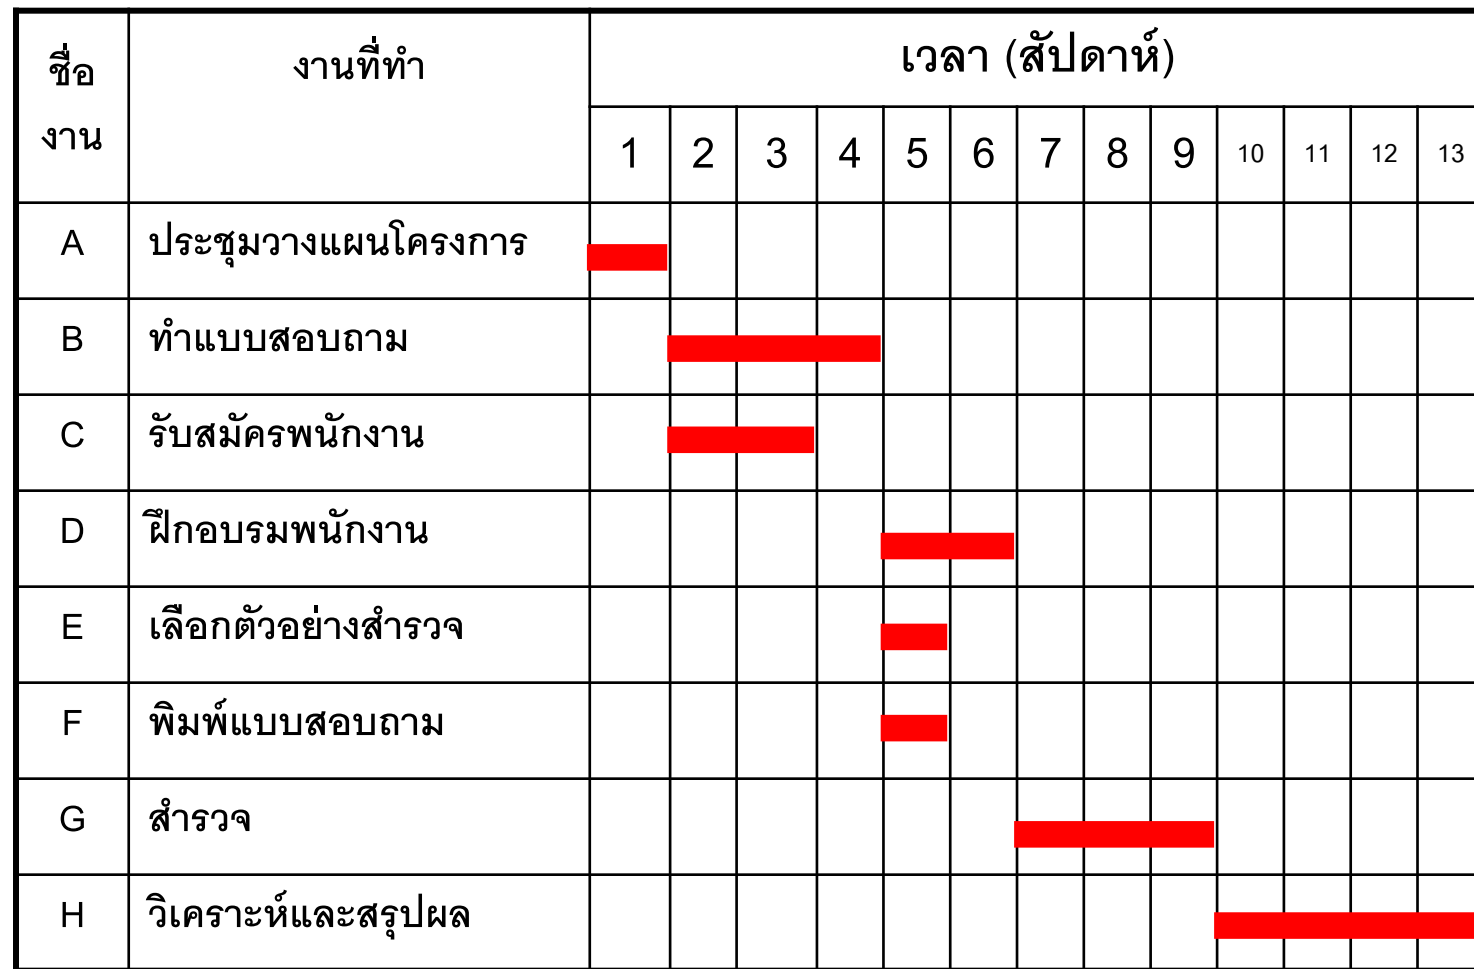 ชื่อ งานที่ทำ เวลา (สัปดาห์)
งาน
1 2 3 4 5 6 7 8 9 10 11 12 13
A ประชุมวางแผนโครงการ
B ทำแบบสอบถาม
C รับสมัครพนักงาน
D ฝึกอบรมพนักงาน
E เลือกตัวอย่างสำรวจ
F พิมพ์แบบสอบถาม
G สำรวจ
H วิเคราะห์และสรุปผล